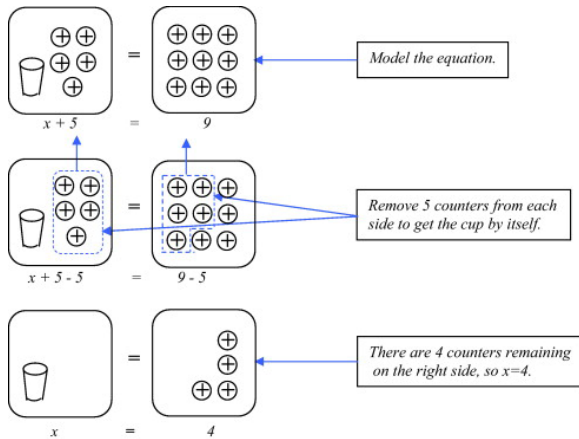 Model the equation.
=
x + 5 = 9
Remove 5 counters from each
side to get the cup by itself.
=
x + 5 - 5 = 9 - 5
There are 4 counters remaining
on the right side, so x=4.
=
x = 4